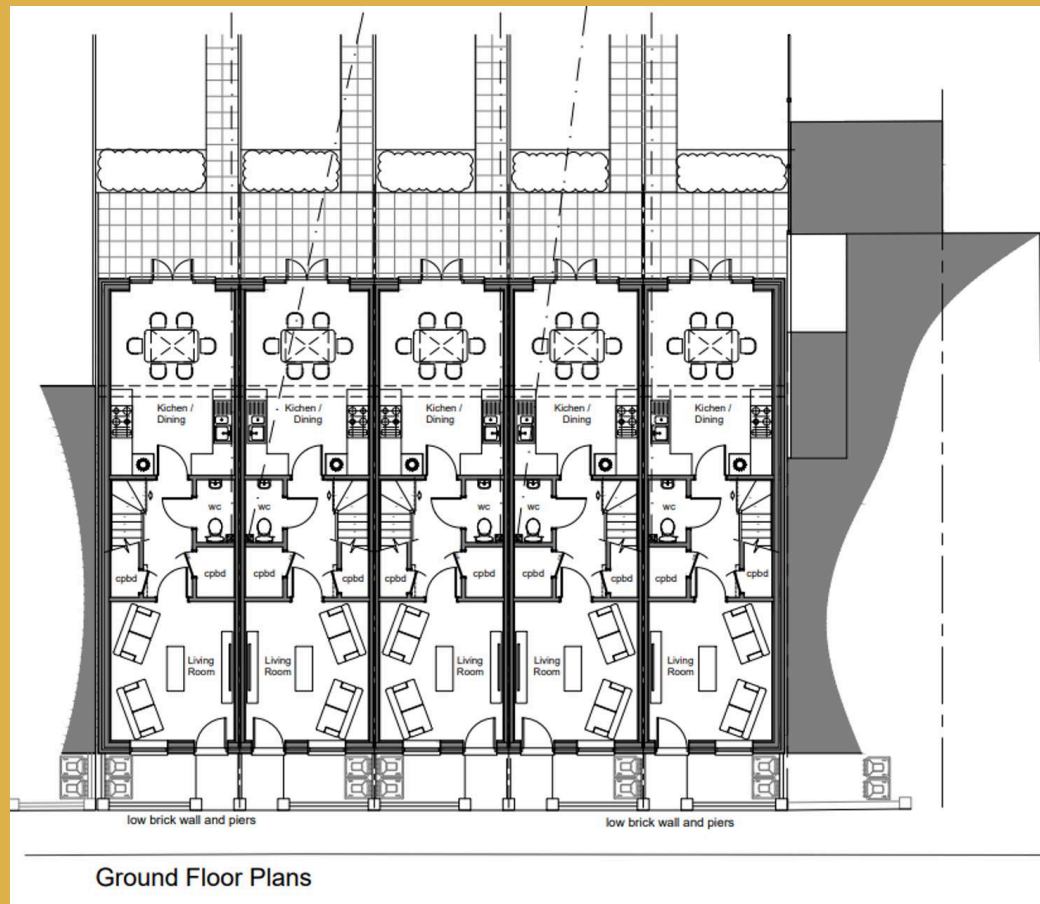 Kichen /
Dining
Kichen /
Dining
Kichen /
Dining
Kichen /
Dining
Kichen /
Dining
wc
wc
wc
wc
wc
cpbd
cpbd
cpbd
cpbd
cpbd
cpbd
cpbd
cpbd
cpbd
cpbd
Living
Room
Living
Room
Living
Room
Living
Room
Living
Room
low brick wall and piers
low brick wall and piers
Ground Floor Plans